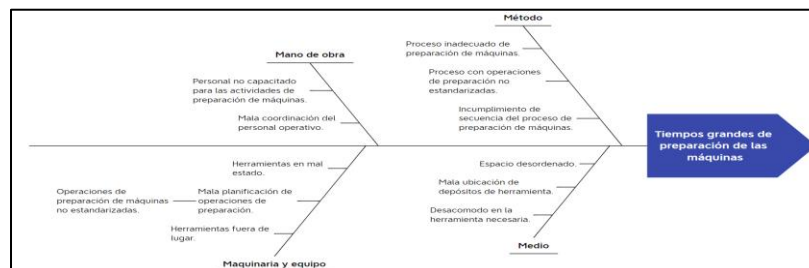 Método
Proceso inadecuado de
preparación de máquinas.
Mano de obra
Proceso con operaciones
de preparación no
estandarizadas.
Personal no capacitado
para las actividades de
preparación de máquinas.
Incumplimiento de
secuencia del proceso de
preparación de máquinas.
Mala coordinación del
personal operativo.
Tiempos grandes de
preparación de las
máquinas
Herramientas en mal
estado.
Espacio desordenado.
Operaciones de
preparación de máquinas
no estandarizadas.
Mala planificación de
operaciones de
preparación.
Mala ubicación de
depósitos de herramienta.
Herramientas fuera de
lugar.
Desacomodo en la
herramienta necesaria.
Medio
Maquinaria y equipo